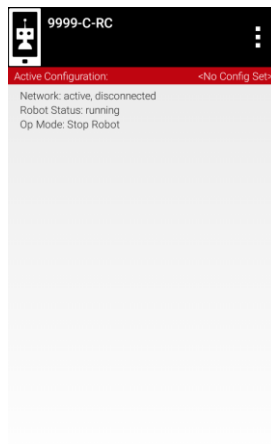 9999-C-RC
Active Configuration: <No Config Set>
Network: active, disconnected
Robot Status: running
Op Mode: Stop Robot